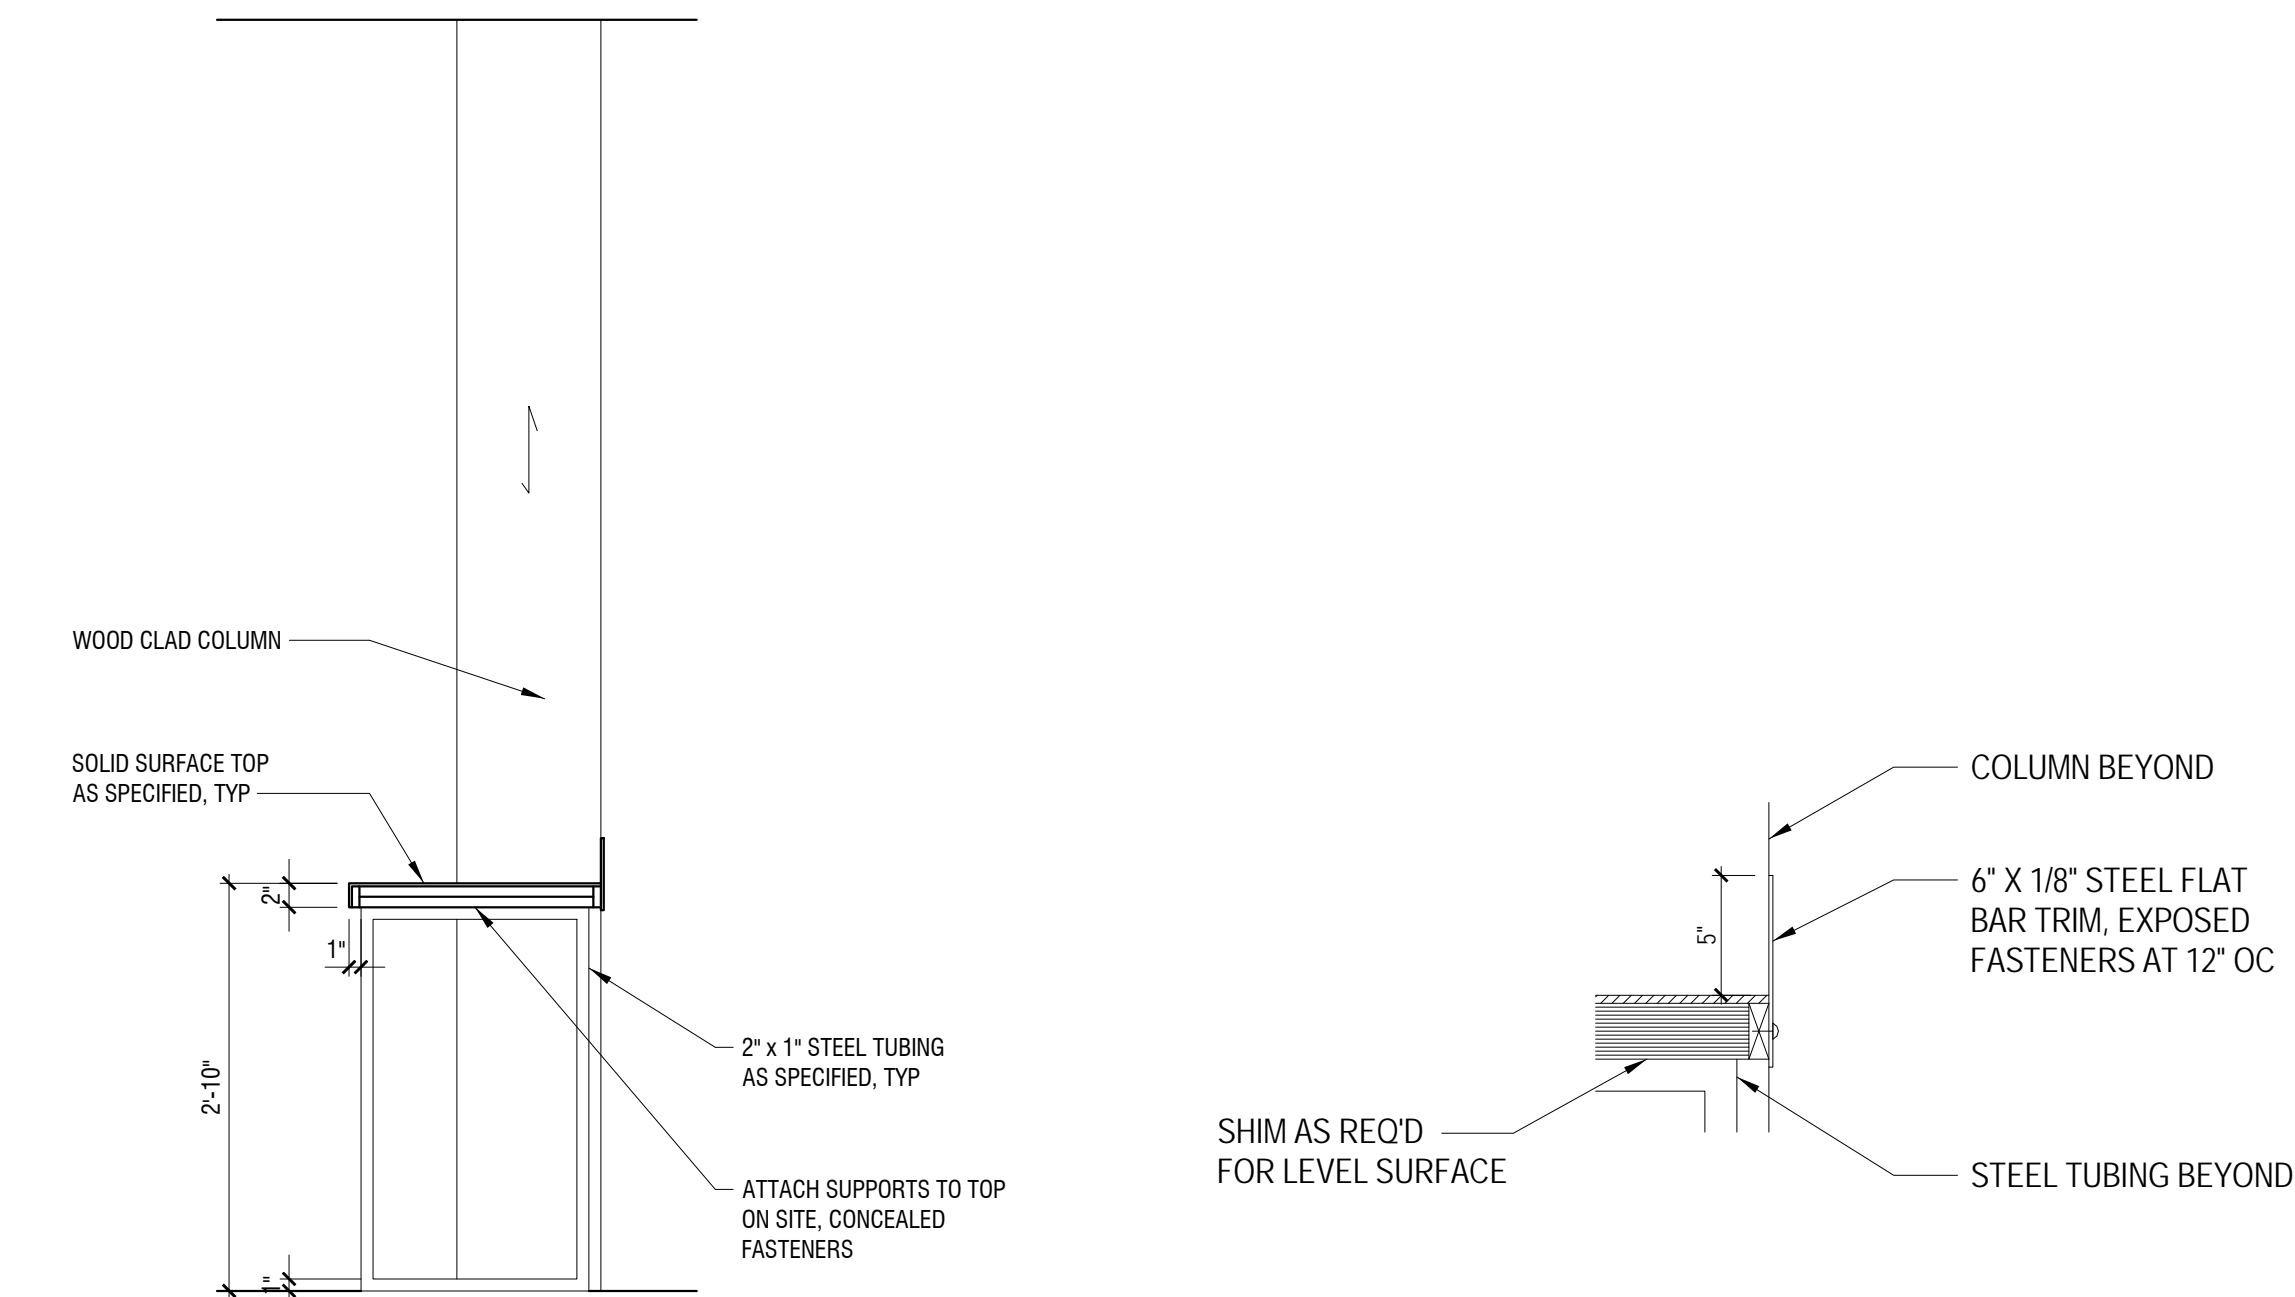 WOOD CLAD COLUMN
SOLID SURFACE TOP
AS SPECIFIED, TYP
2"
1"
2'-10"
1"
2" x 1" STEEL TUBING
AS SPECIFIED, TYP
ATTACH SUPPORTS TO TOP
ON SITE, CONCEALED
FASTENERS
COLUMN BEYOND
6" X 1/8" STEEL FLAT
BAR TRIM, EXPOSED
FASTENERS AT 12" OC
5"
SHIM AS REQ'D
FOR LEVEL SURFACE
STEEL TUBING BEYOND